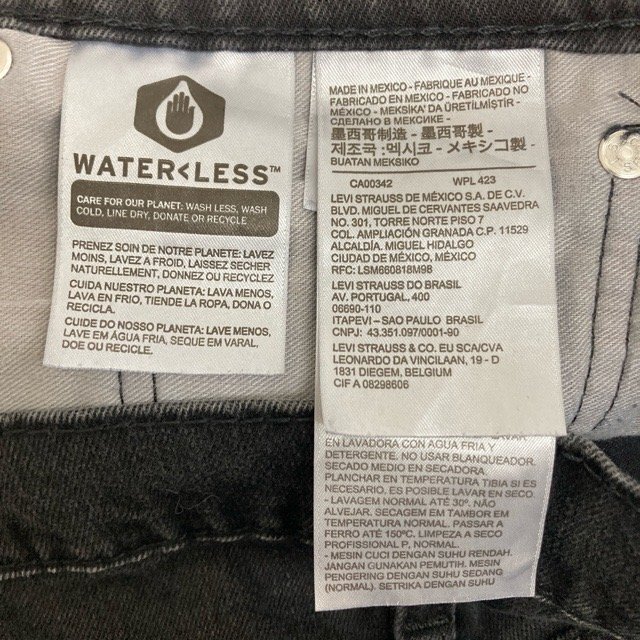 WATER<LESS™
CARE FOR OUR PLANET: WASH LESS, WASH
COLD, LINE DRY, DONATE OR RECYCLE
PRENEZ SOIN DE NOTRE PLANETE: LAVEZ
MOINS, LAVEZ A FROID, LAISSEZ SECHER
NATURELLEMENT, DONNEZ OU RECYCLEZ
CUIDA NUESTRO PLANETA: LAVA MENOS,
LAVA EN FRIO, TIENDE LA ROPA, DONA O
RECICLA.
CUIDE DO NOSSO PLANETA: LAVE MENOS,
LAVE EM ÁGUA FRIA, SEQUE EM VARAL.
DOE OU RECICLE.
MADE IN MEXICO - FABRIQUE AU MÉXIQUE -
FABRICADO EN MEXICO - FABRICADO NO
MÉXICO - MEKSİKA'DA ÜRETİLMİŞTİR -
СДЕЛАНО В МЕКСИКЕ -
墨西哥制造 - 墨西哥製 -
제조국:멕시코 - メキシコ製 -
BUATAN MEKSIKO
CA00342 WPL 423
LEVI STRAUSS DE MÉXICO S.A. DE C.V.
BLVD. MIGUEL DE CERVANTES SAAVEDRA
NO. 301, TORRE NORTE PISO 7
COL. AMPLIACIÓN GRANADA C.P. 11529
ALCALDÍA. MIGUEL HIDALGO
CIUDAD DE MÉXICO, MÉXICO
RFC: LSM660818M98
LEVI STRAUSS DO BRASIL
AV. PORTUGAL, 400
06690-110
ITAPEVI – SAO PAULO BRASIL
CNPJ: 43.351.097/0001-90
LEVI STRAUSS & CO. EU SCA/CVA
LEONARDO DA VINCILAAN, 19 - D
1831 DIEGEM, BELGIUM
CIF A 08298606
LAVAR
EN LAVADORA CON AGUA FRIA Y
DETERGENTE. NO USAR BLANQUEADOR.
SECADO MEDIO EN SECADORA.
PLANCHAR EN TEMPERATURA TIBIA SI ES
NECESARIO. ES POSIBLE LAVAR EN SECO
- LAVAGEM NORMAL ATÉ 30º. NÃO
ALVEJAR. SECAGEM EM TAMBOR EM
TEMPERATURA NORMAL. PASSAR A
FERRO ATÉ 150ºC. LIMPEZA A SECO
PROFISSIONAL P, NORMAL.
- MESIN CUCI DENGAN SUHU RENDAH.
JANGAN GUNAKAN PEMUTIH. MESIN
PENGERING DENGAN SUHU SEDANG
(NORMAL). SETRIKA DENGAN SUHU